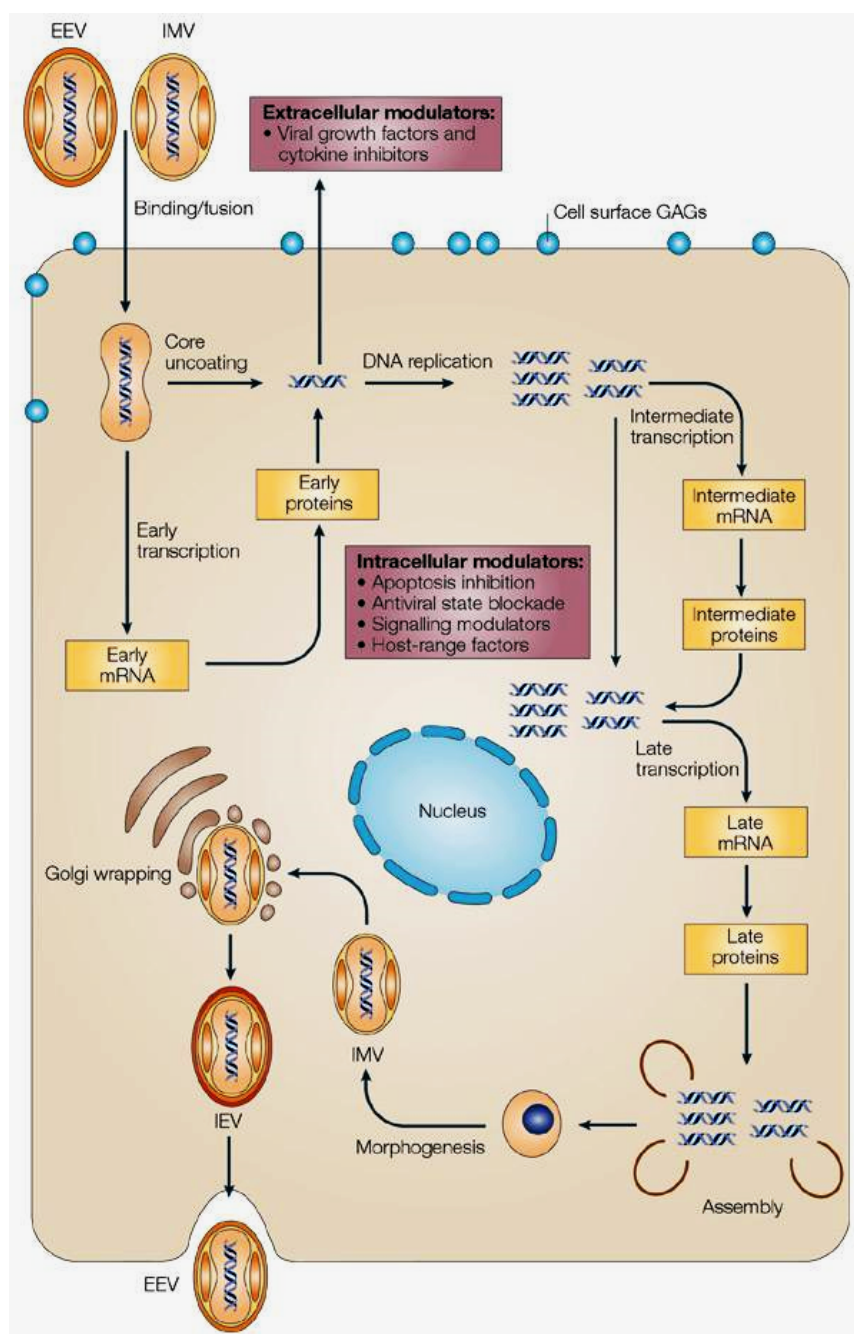 EEV
IMV
Extracellular modulators:
• Viral growth factors and
cytokine inhibitors
Binding/fusion
Cell surface GAGs
Core
uncoating
DNA replication
Intermediate
transcription
Early
proteins
Intermediate
mRNA
Early
transcription
Intracellular modulators:
• Apoptosis inhibition
• Antiviral state blockade
• Signalling modulators
• Host-range factors
Intermediate
proteins
Early
mRNA
Late
transcription
Nucleus
Late
mRNA
Golgi wrapping
Late
proteins
IMV
IEV
Morphogenesis
Assembly
EEV